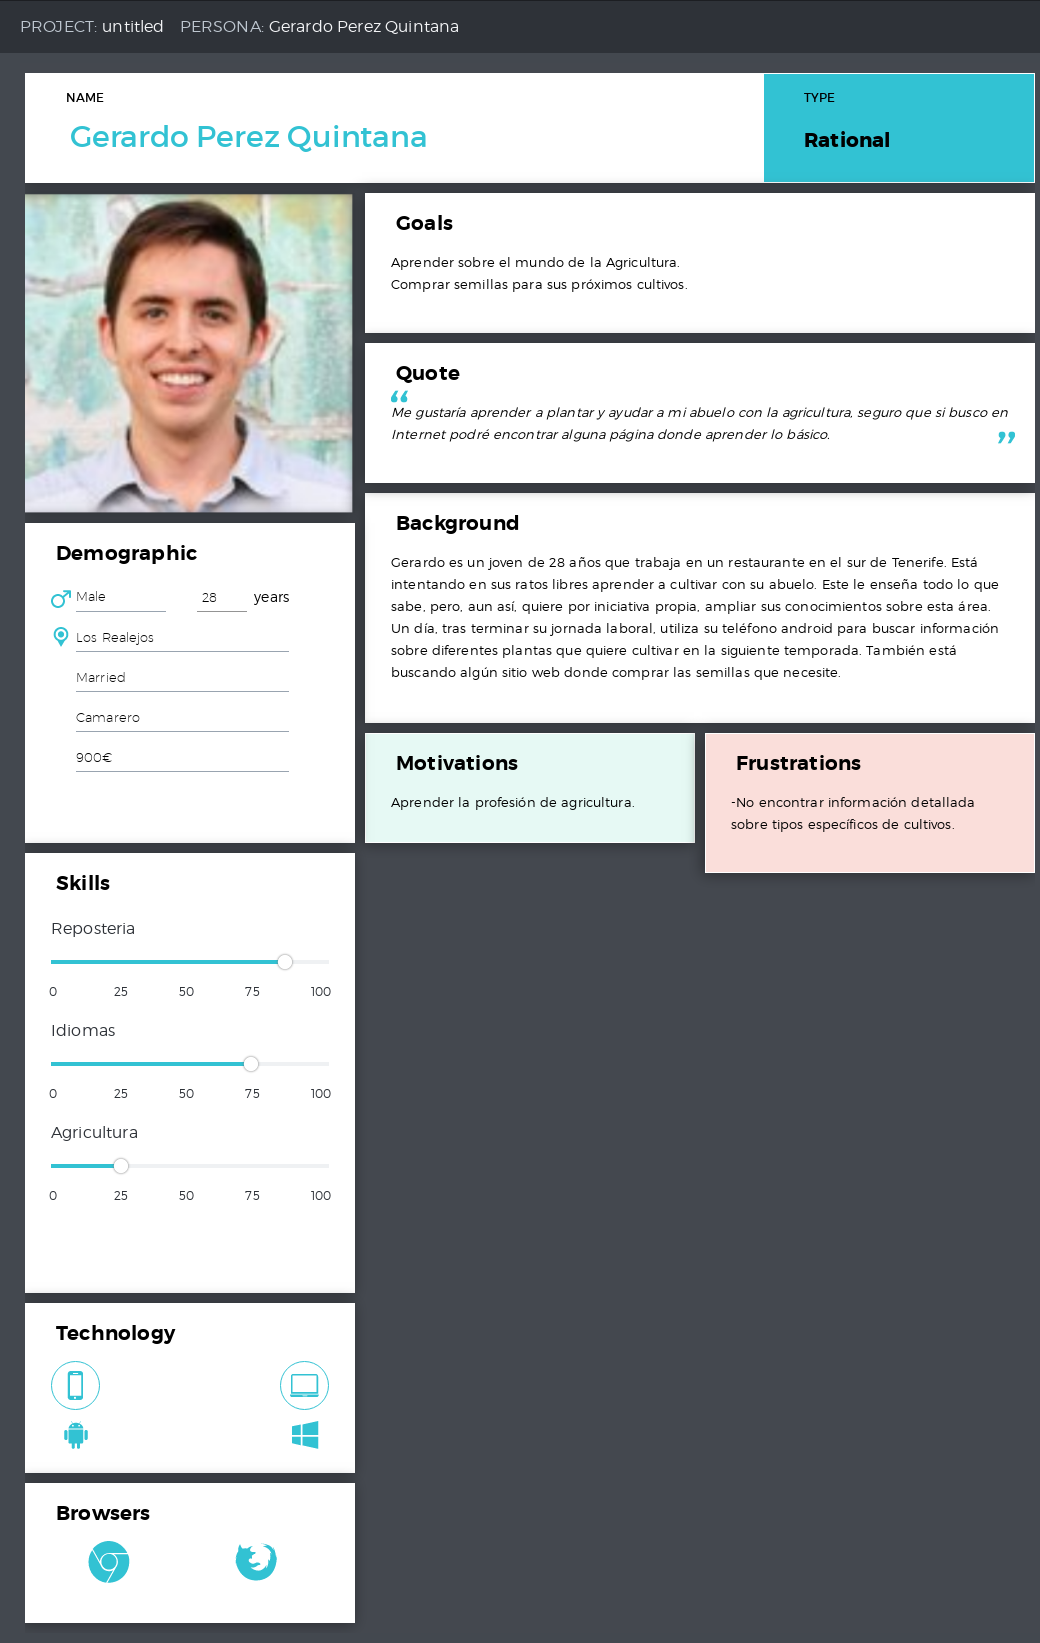 PROJECT: untitled PERSONA: Gerardo Perez Quintana
NAME
Gerardo Perez Quintana
TYPE
Rational
Goals
Aprender sobre el mundo de la Agricultura.
Comprar semillas para sus próximos cultivos.
Quote
“
Me gustaría aprender a plantar y ayudar a mi abuelo con la agricultura, seguro que si busco en
Internet podré encontrar alguna página donde aprender lo básico.
”
Background
Gerardo es un joven de 28 años que trabaja en un restaurante en el sur de Tenerife. Está
intentando en sus ratos libres aprender a cultivar con su abuelo. Este le enseña todo lo que
sabe, pero, aun así, quiere por iniciativa propia, ampliar sus conocimientos sobre esta área.
Un día, tras terminar su jornada laboral, utiliza su teléfono android para buscar información
sobre diferentes plantas que quiere cultivar en la siguiente temporada. También está
buscando algún sitio web donde comprar las semillas que necesite.
Motivations
Aprender la profesión de agricultura.
Frustrations
-No encontrar información detallada
sobre tipos específicos de cultivos.
Demographic
Male 28 years
Los Realejos
Married
Camarero
900€
Skills
Reposteria
0 25 50 75 100
Idiomas
0 25 50 75 100
Agricultura
0 25 50 75 100
Technology
Browsers